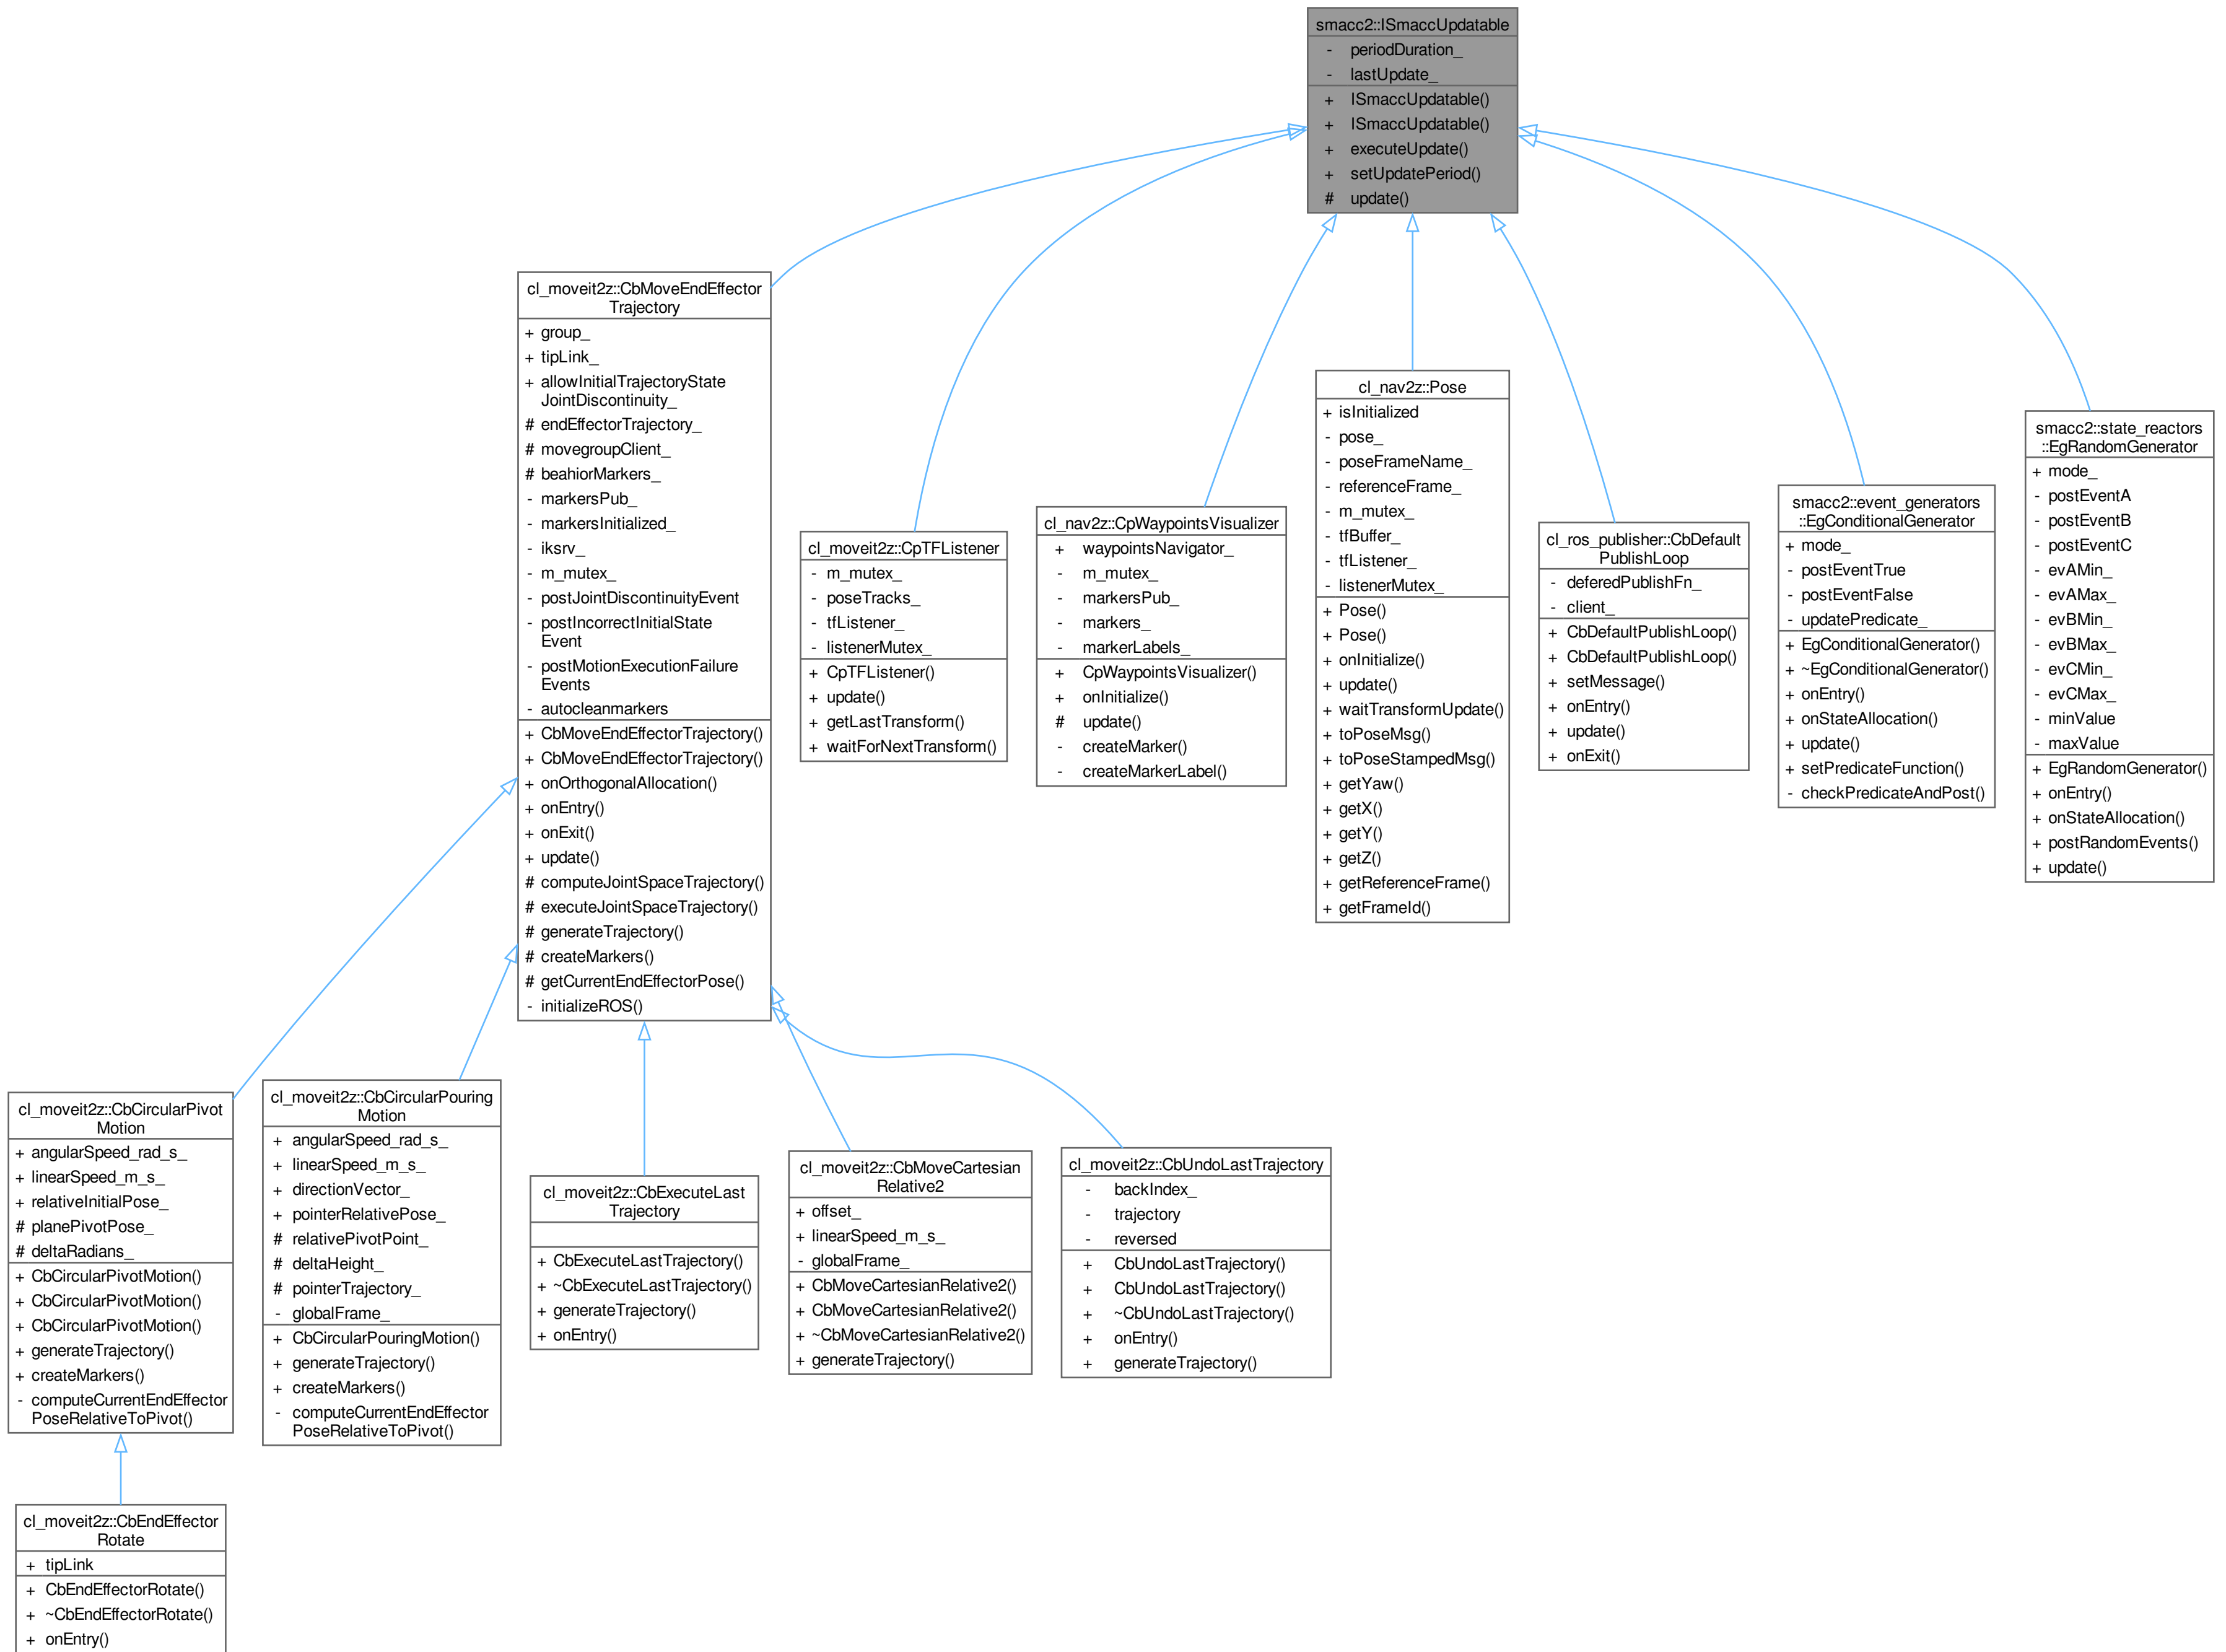 smacc2::ISmaccUpdatable
- periodDuration_
- lastUpdate_
+ ISmaccUpdatable()
+ ISmaccUpdatable()
+ executeUpdate()
+ setUpdatePeriod()
# update()
cl_moveit2z::CbMoveEndEffector
Trajectory
+ group_
+ tipLink_
+ allowInitialTrajectoryState
JointDiscontinuity_
# endEffectorTrajectory_
# movegroupClient_
# beahiorMarkers_
- markersPub_
- markersInitialized_
- iksrv_
- m_mutex_
- postJointDiscontinuityEvent
- postIncorrectInitialState
Event
- postMotionExecutionFailure
Events
- autocleanmarkers
+ CbMoveEndEffectorTrajectory()
+ CbMoveEndEffectorTrajectory()
+ onOrthogonalAllocation()
+ onEntry()
+ onExit()
+ update()
# computeJointSpaceTrajectory()
# executeJointSpaceTrajectory()
# generateTrajectory()
# createMarkers()
# getCurrentEndEffectorPose()
- initializeROS()
cl_moveit2z::CpTFListener
- m_mutex_
- poseTracks_
- tfListener_
- listenerMutex_
+ CpTFListener()
+ update()
+ getLastTransform()
+ waitForNextTransform()
cl_nav2z::CpWaypointsVisualizer
+ waypointsNavigator_
- m_mutex_
- markersPub_
- markers_
- markerLabels_
+ CpWaypointsVisualizer()
+ onInitialize()
# update()
- createMarker()
- createMarkerLabel()
cl_nav2z::Pose
+ isInitialized
- pose_
- poseFrameName_
- referenceFrame_
- m_mutex_
- tfBuffer_
- tfListener_
- listenerMutex_
+ Pose()
+ Pose()
+ onInitialize()
+ update()
+ waitTransformUpdate()
+ toPoseMsg()
+ toPoseStampedMsg()
+ getYaw()
+ getX()
+ getY()
+ getZ()
+ getReferenceFrame()
+ getFrameId()
cl_ros_publisher::CbDefault
PublishLoop
- deferedPublishFn_
- client_
+ CbDefaultPublishLoop()
+ CbDefaultPublishLoop()
+ setMessage()
+ onEntry()
+ update()
+ onExit()
smacc2::event_generators
::EgConditionalGenerator
+ mode_
- postEventTrue
- postEventFalse
- updatePredicate_
+ EgConditionalGenerator()
+ ~EgConditionalGenerator()
+ onEntry()
+ onStateAllocation()
+ update()
+ setPredicateFunction()
- checkPredicateAndPost()
smacc2::state_reactors
::EgRandomGenerator
+ mode_
- postEventA
- postEventB
- postEventC
- evAMin_
- evAMax_
- evBMin_
- evBMax_
- evCMin_
- evCMax_
- minValue
- maxValue
+ EgRandomGenerator()
+ onEntry()
+ onStateAllocation()
+ postRandomEvents()
+ update()
cl_moveit2z::CbCircularPivot
Motion
+ angularSpeed_rad_s_
+ linearSpeed_m_s_
+ relativeInitialPose_
# planePivotPose_
# deltaRadians_
+ CbCircularPivotMotion()
+ CbCircularPivotMotion()
+ CbCircularPivotMotion()
+ generateTrajectory()
+ createMarkers()
- computeCurrentEndEffector
PoseRelativeToPivot()
cl_moveit2z::CbCircularPouring
Motion
+ angularSpeed_rad_s_
+ linearSpeed_m_s_
+ directionVector_
+ pointerRelativePose_
# relativePivotPoint_
# deltaHeight_
# pointerTrajectory_
- globalFrame_
+ CbCircularPouringMotion()
+ generateTrajectory()
+ createMarkers()
- computeCurrentEndEffector
PoseRelativeToPivot()
cl_moveit2z::CbExecuteLast
Trajectory
+ CbExecuteLastTrajectory()
+ ~CbExecuteLastTrajectory()
+ generateTrajectory()
+ onEntry()
cl_moveit2z::CbMoveCartesian
Relative2
+ offset_
+ linearSpeed_m_s_
- globalFrame_
+ CbMoveCartesianRelative2()
+ CbMoveCartesianRelative2()
+ ~CbMoveCartesianRelative2()
+ generateTrajectory()
cl_moveit2z::CbUndoLastTrajectory
- backIndex_
- trajectory
- reversed
+ CbUndoLastTrajectory()
+ CbUndoLastTrajectory()
+ ~CbUndoLastTrajectory()
+ onEntry()
+ generateTrajectory()
cl_moveit2z::CbEndEffector
Rotate
+ tipLink
+ CbEndEffectorRotate()
+ ~CbEndEffectorRotate()
+ onEntry()